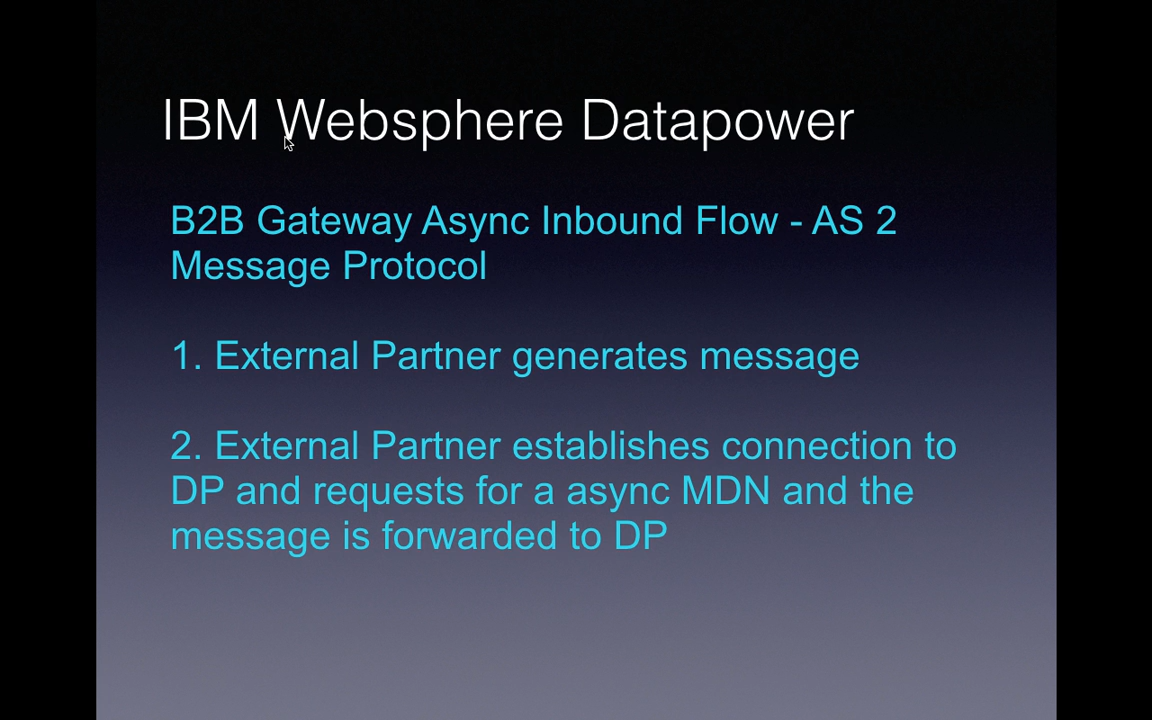 IBM Websphere Datapower
B2B Gateway Async Inbound Flow - AS 2
Message Protocol
1. External Partner generates message
2. External Partner establishes connection to
DP and requests for a async MDN and the
message is forwarded to DP